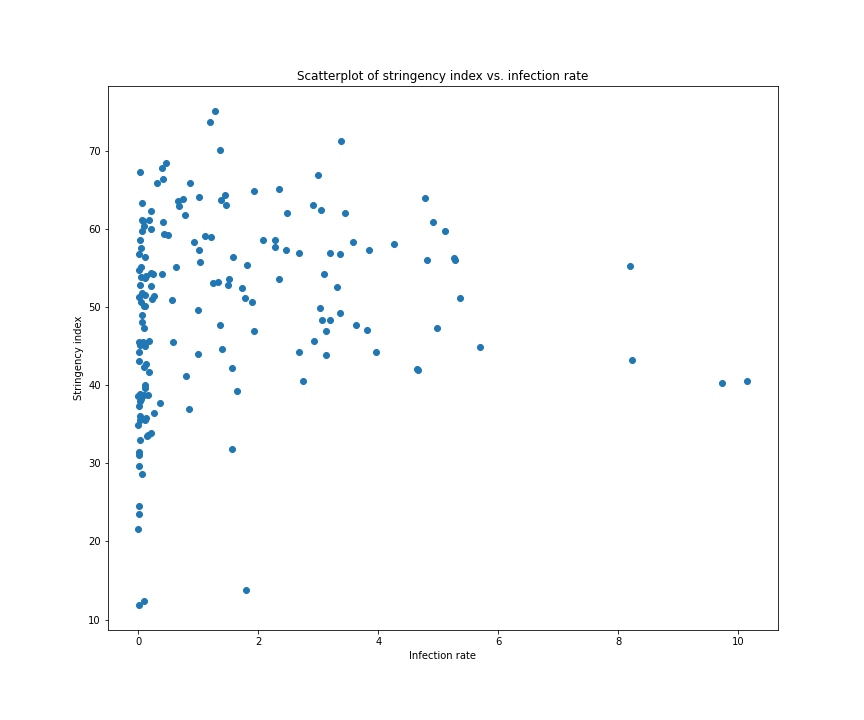 Scatterplot of stringency index vs. infection rate
70
60
50
40
30
20
10
Stringency index
0 2 4 6 8 10
Infection rate